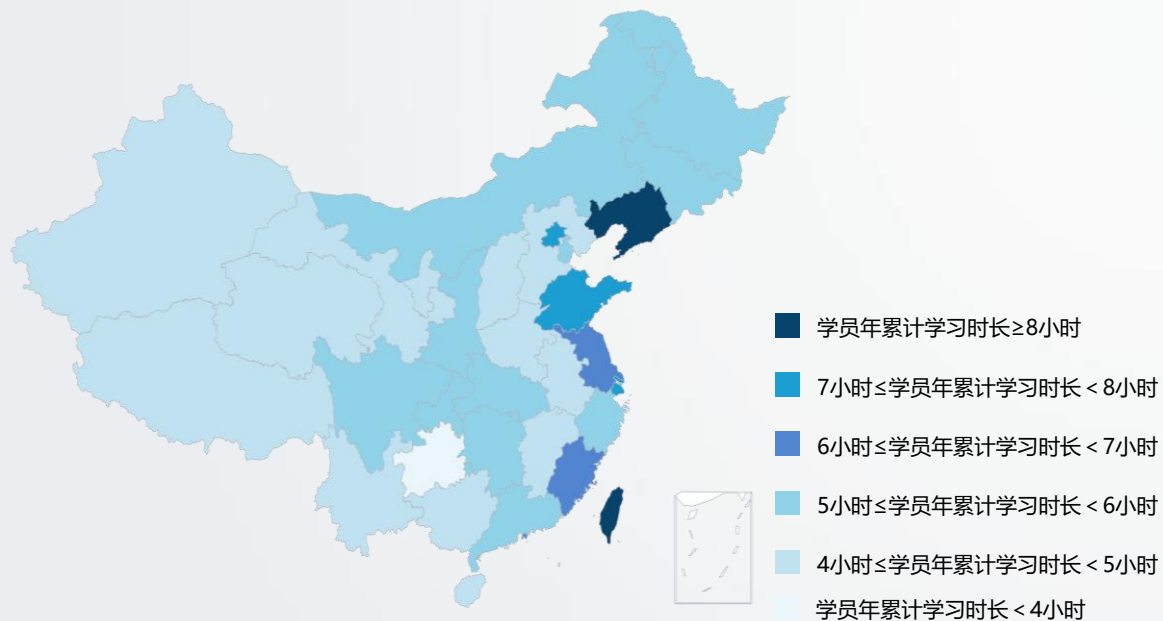 学员年累计学习时长≥8小时
7小时≤学员年累计学习时长＜8小时
6小时≤学员年累计学习时长＜7小时
5小时≤学员年累计学习时长＜6小时
4小时≤学员年累计学习时长＜5小时
学员年累计学习时长＜4小时